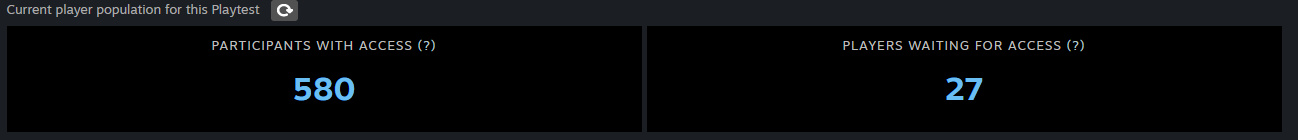 Current player population for this Playtest
PARTICIPANTS WITH ACCESS (?)
580
PLAYERS WAITING FOR ACCESS (?)
27